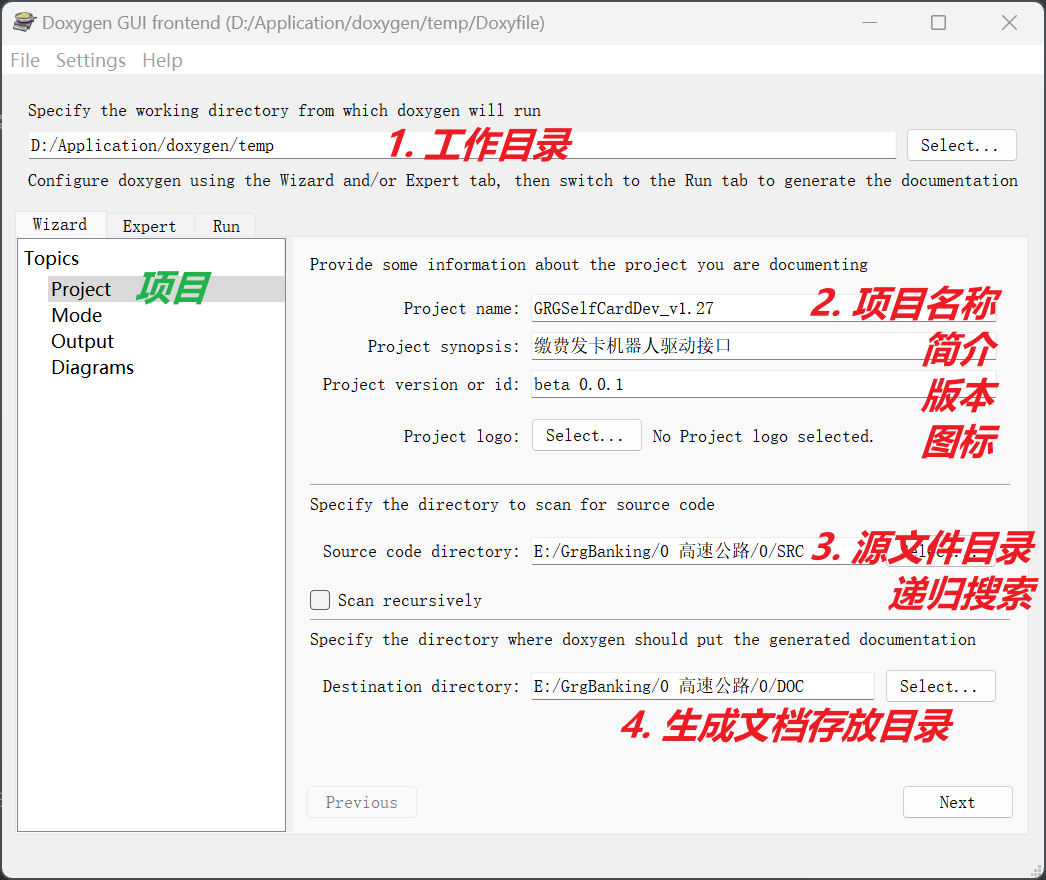 Doxygen GUI frontend (D:/Application/doxygen/temp/Doxyfile)
File Settings Help
Specify the working directory from which doxygen will run
D:/Application/doxygen/temp 1. 工作目录 Select...
Configure doxygen using the Wizard and/or Expert tab, then switch to the Run tab to generate the documentation
Wizard Expert Run
Topics
Project 项目
Mode
Output
Diagrams
Provide some information about the project you are documenting
Project name: GRGSelfCardDev_v1.27 2. 项目名称
Project synopsis: 缴费发卡机器人驱动接口 简介
Project version or id: beta 0.0.1 版本
Project logo: Select... No Project logo selected. 图标
Specify the directory to scan for source code
Source code directory: E:/GrgBanking/0 高速公路/0/SRC 3. 源文件目录 Select...
Scan recursively 递归搜索
Specify the directory where doxygen should put the generated documentation
Destination directory: E:/GrgBanking/0 高速公路/0/DOC Select...
4. 生成文档存放目录
Previous Next